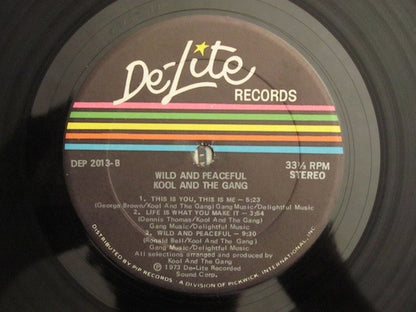 De-Lite
RECORDS
DEP 2013-B
33⅓ RPM
STEREO
WILD AND PEACEFUL
KOOL AND THE GANG
1. THIS IS YOU, THIS IS ME — 5:23
(George Brown/Kool And The Gang) Gang Music/Delightful Music
2. LIFE IS WHAT YOU MAKE IT — 3:54
(Dennis Thomas/Kool And The Gang)
Gang Music/Delightful Music
3. WILD AND PEACEFUL — 9:30
(Ronald Bell/Kool And The Gang)
Gang Music/Delightful Music
All selections arranged and produced by
Kool And The Gang
Ⓟ 1973 De-Lite Recorded
Sound Corp.
DISTRIBUTED BY PIP RECORDS • A DIVISION OF PICKWICK INTERNATIONAL, INC.